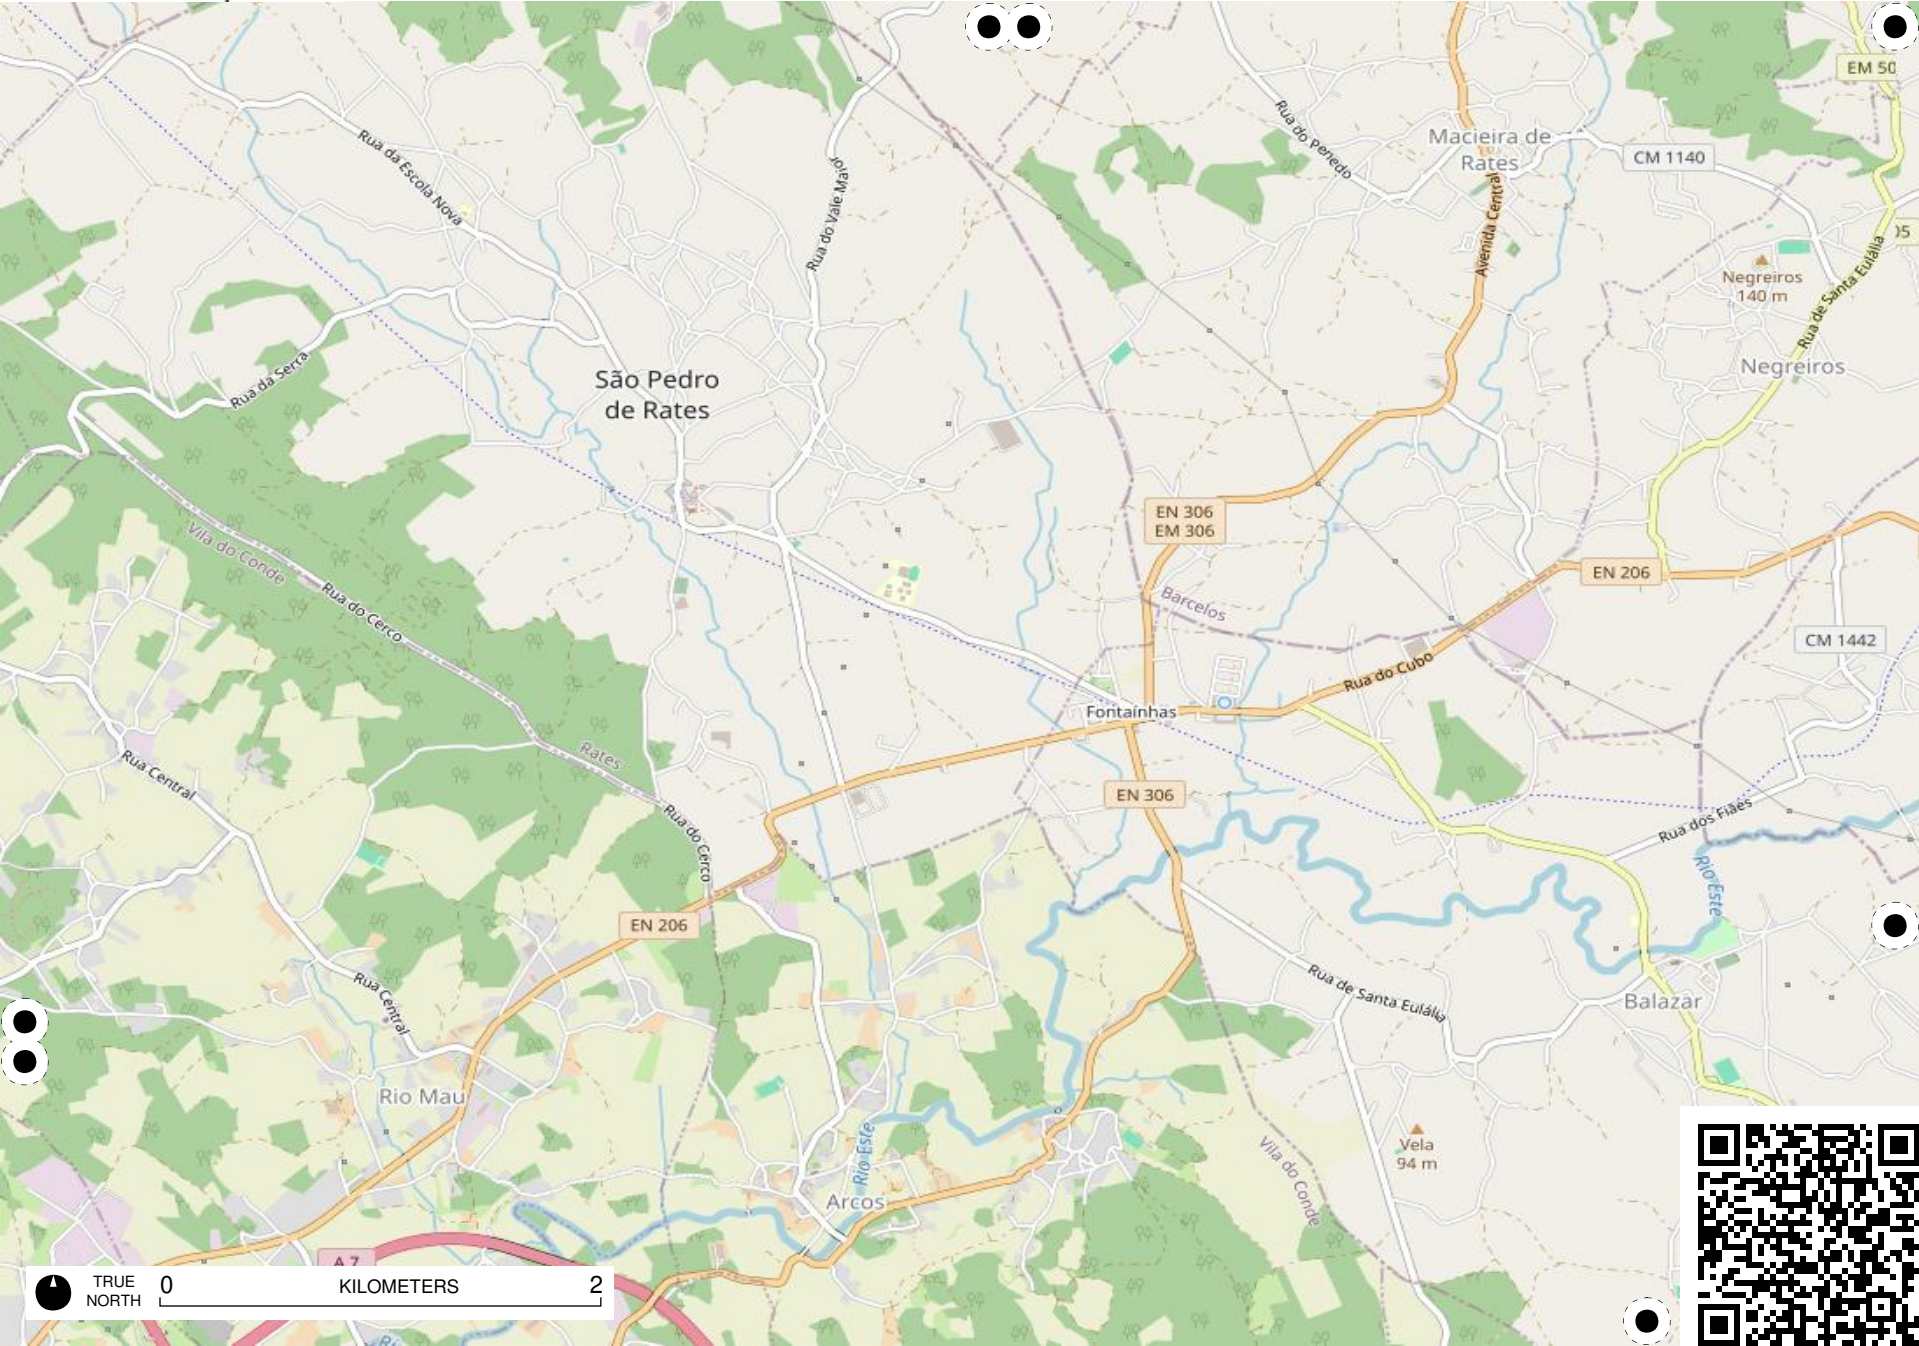 EM 50
Rua do Penedo
Macieira de
Rates
CM 1140
Rua da Escola Nova
Rua do Vale Maior
Avenida Central
05
Negreiros
140 m
Rua de Santa Eulália
Rua da Serra
Negreiros
São Pedro
de Rates
EN 306
EM 306
Vila do Conde
EN 206
Rua do Cerco
Barcelos
CM 1442
Rua do Cubo
Fontaínhas
Rates
Rua Central
EN 306
Rua do Cerco
Rua dos Fiães
Rio Este
EN 206
Rua Central
Rua de Santa Eulália
Balazar
Rio Mau
Rio Este
Vela
94 m
Vila do Conde
Arcos
A 7
TRUE
NORTH
0 KILOMETERS 2